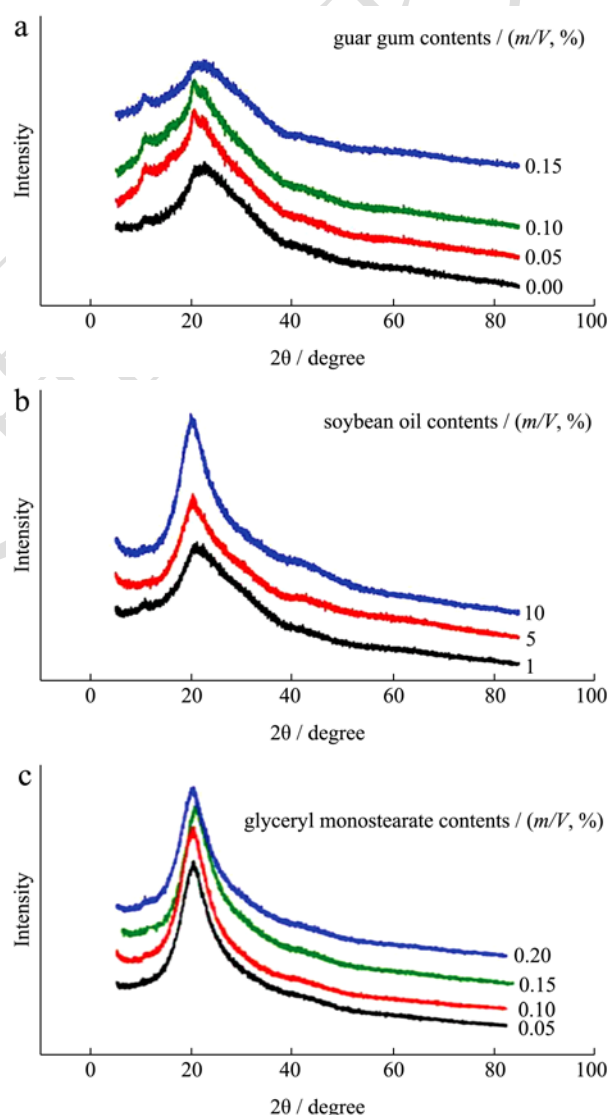 a
guar gum contents / (m/V, %)
Intensity
0.15
0.10
0.05
0.00
0 20 40 60 80 100
2θ / degree
b
soybean oil contents / (m/V, %)
Intensity
10
5
1
0 20 40 60 80 100
2θ / degree
c
glyceryl monostearate contents / (m/V, %)
Intensity
0.20
0.15
0.10
0.05
0 20 40 60 80 100
2θ / degree